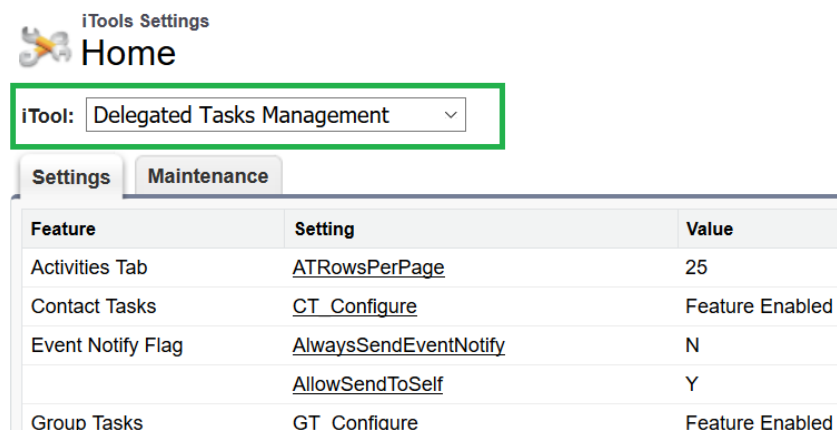 iTools Settings
Home
iTool: Delegated Tasks Management
Settings Maintenance
Feature Setting Value
Activities Tab ATRowsPerPage 25
Contact Tasks CT_Configure Feature Enabled
Event Notify Flag AlwaysSendEventNotify N
AllowSendToSelf Y
Group Tasks GT_Configure Feature Enabled